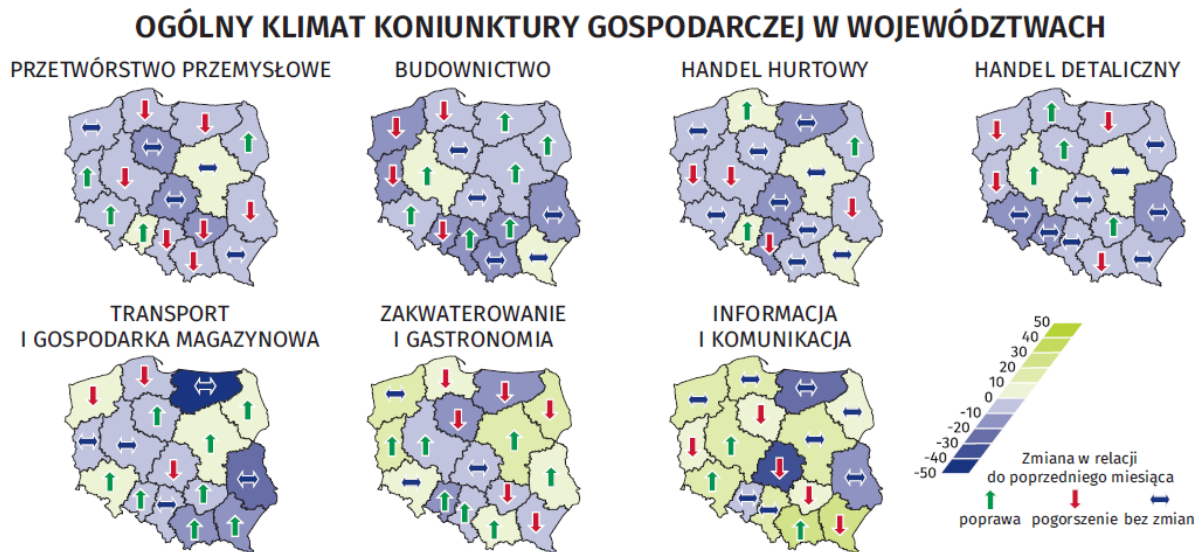 OGÓLNY KLIMAT KONIUNKTURY GOSPODARCZEJ W WOJEWÓDZTWACH
PRZETWÓRSTWO PRZEMYSŁOWE
BUDOWNICTWO
HANDEL HURTOWY
HANDEL DETALICZNY
TRANSPORT
I GOSPODARKA MAGAZYNOWA
ZAKWATEROWANIE
I GASTRONOMIA
INFORMACJA
I KOMUNIKACJA
50
40
30
20
10
0
-10
-20
-30
-40
-50
Zmiana w relacji
do poprzedniego miesiąca
poprawa pogorszenie bez zmian